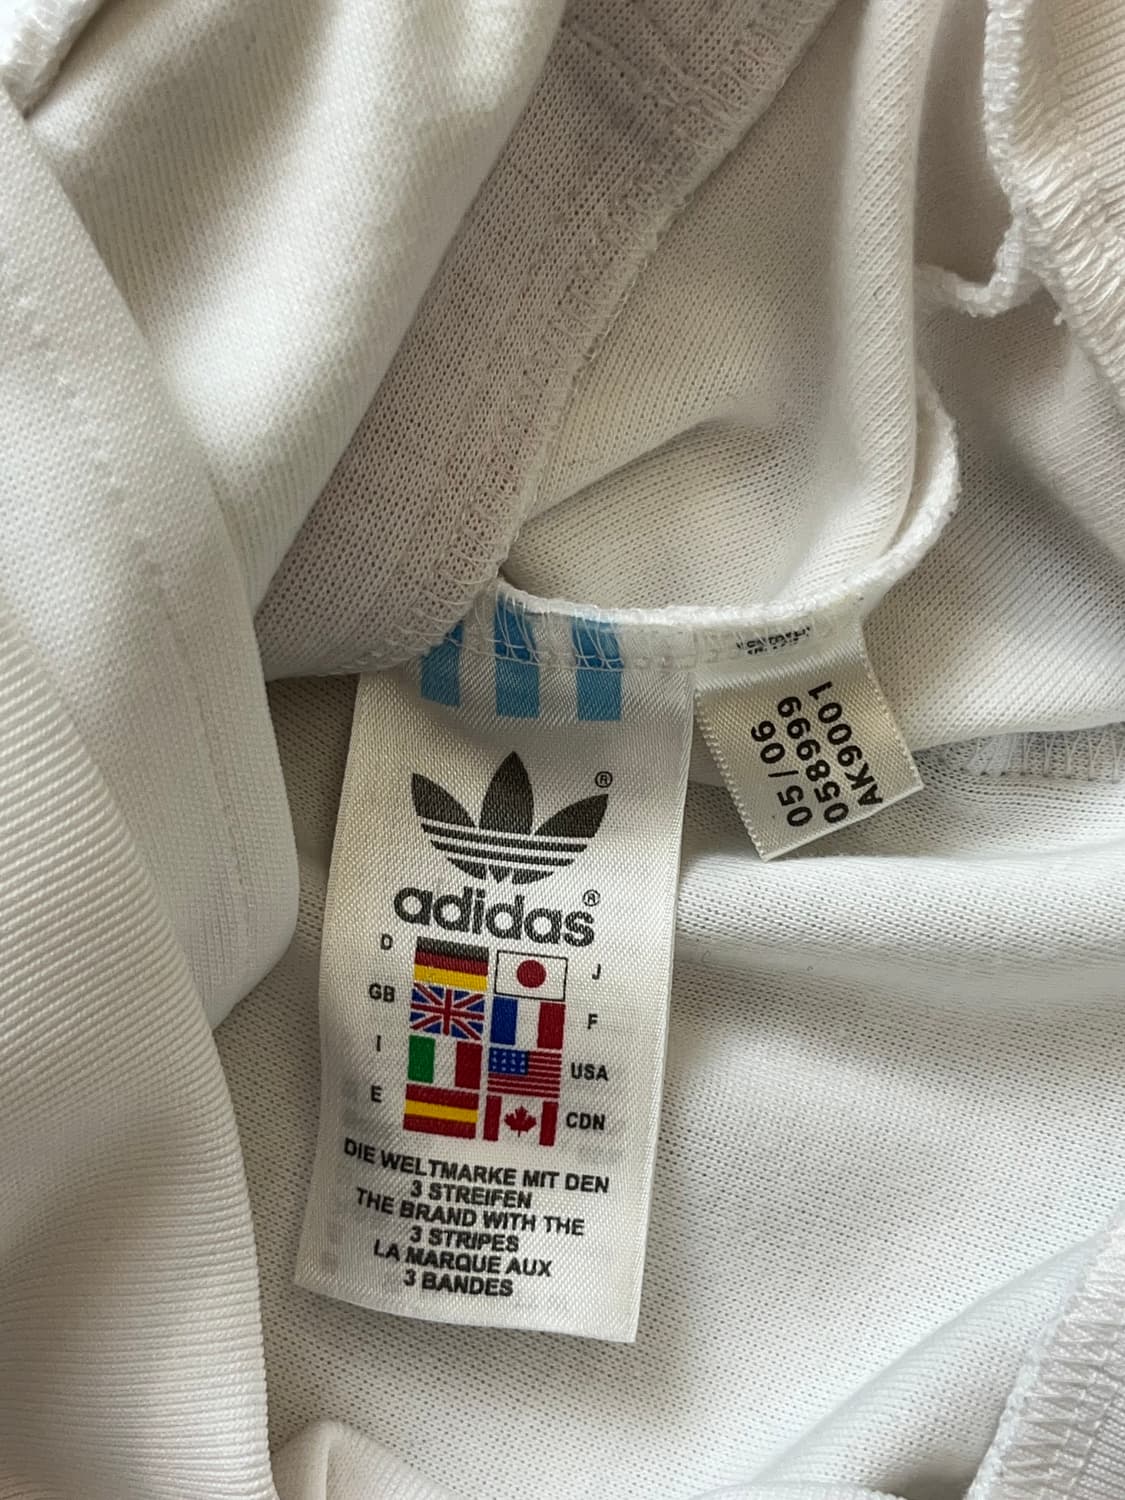 ®
adidas®
D
J
GB
F
I
USA
E
CDN
DIE WELTMARKE MIT DEN
3 STREIFEN
THE BRAND WITH THE
3 STRIPES
LA MARQUE AUX
3 BANDES
05/06
058999
AK9001